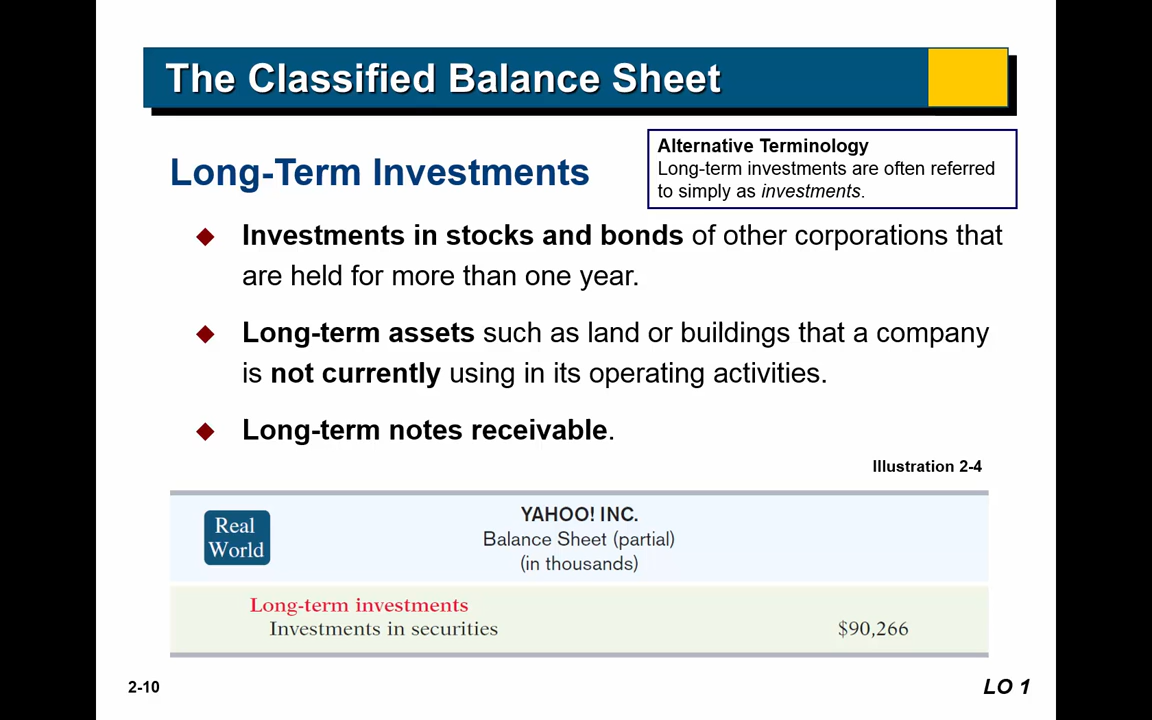 The Classified Balance Sheet
Alternative Terminology
Long-term investments are often referred
to simply as investments.
Long-Term Investments
Investments in stocks and bonds of other corporations that
are held for more than one year.
Long-term assets such as land or buildings that a company
is not currently using in its operating activities.
Long-term notes receivable.
Illustration 2-4
Real
World
YAHOO! INC.
Balance Sheet (partial)
(in thousands)
Long-term investments
Investments in securities $90,266
2-10
LO 1